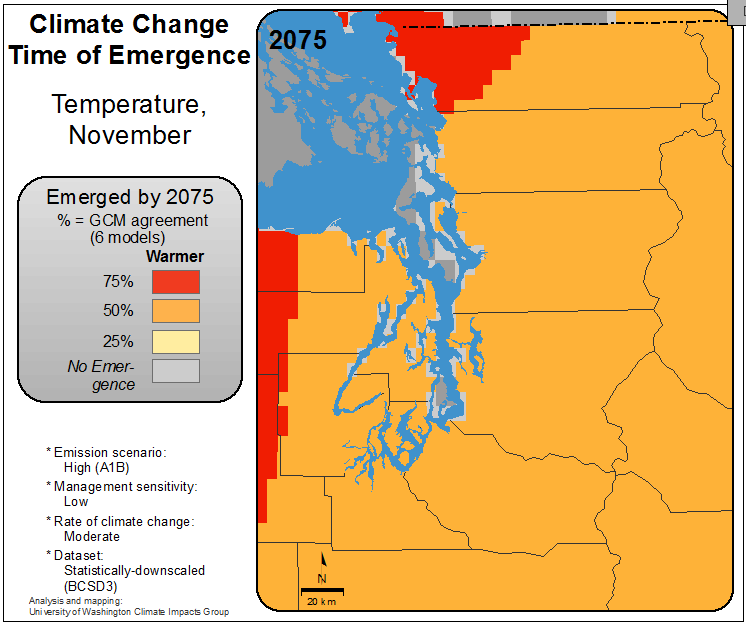 Climate Change
Time of Emergence
2075
Temperature,
November
Emerged by 2075
% = GCM agreement
(6 models)
Warmer
75%
50%
25%
No Emer-
gence
* Emission scenario:
High (A1B)
* Management sensitivity:
Low
* Rate of climate change:
Moderate
* Dataset:
Statistically-downscaled
(BCSD3)
Analysis and mapping:
University of Washington Climate Impacts Group
N
20 km